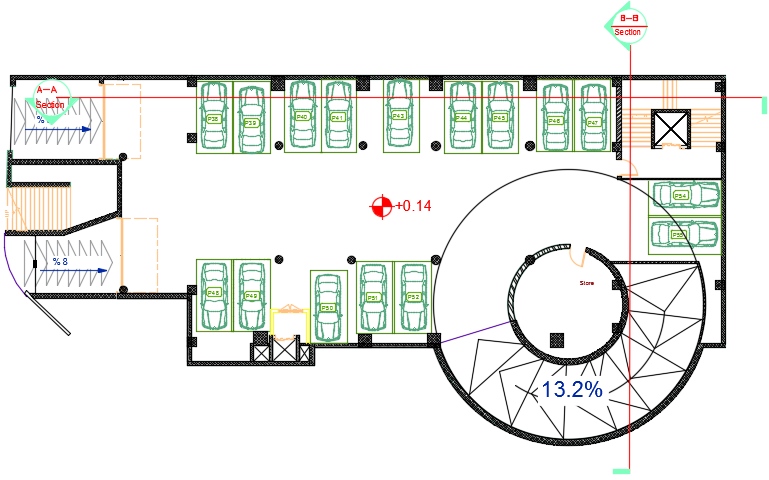 B—B
Section
A—A
Section
%
P38
P39
P40
P41
P43
P44
P45
P46
P47
P54
P55
+0.14
% 8
P48
P49
P50
P51
P52
Store
13.2%